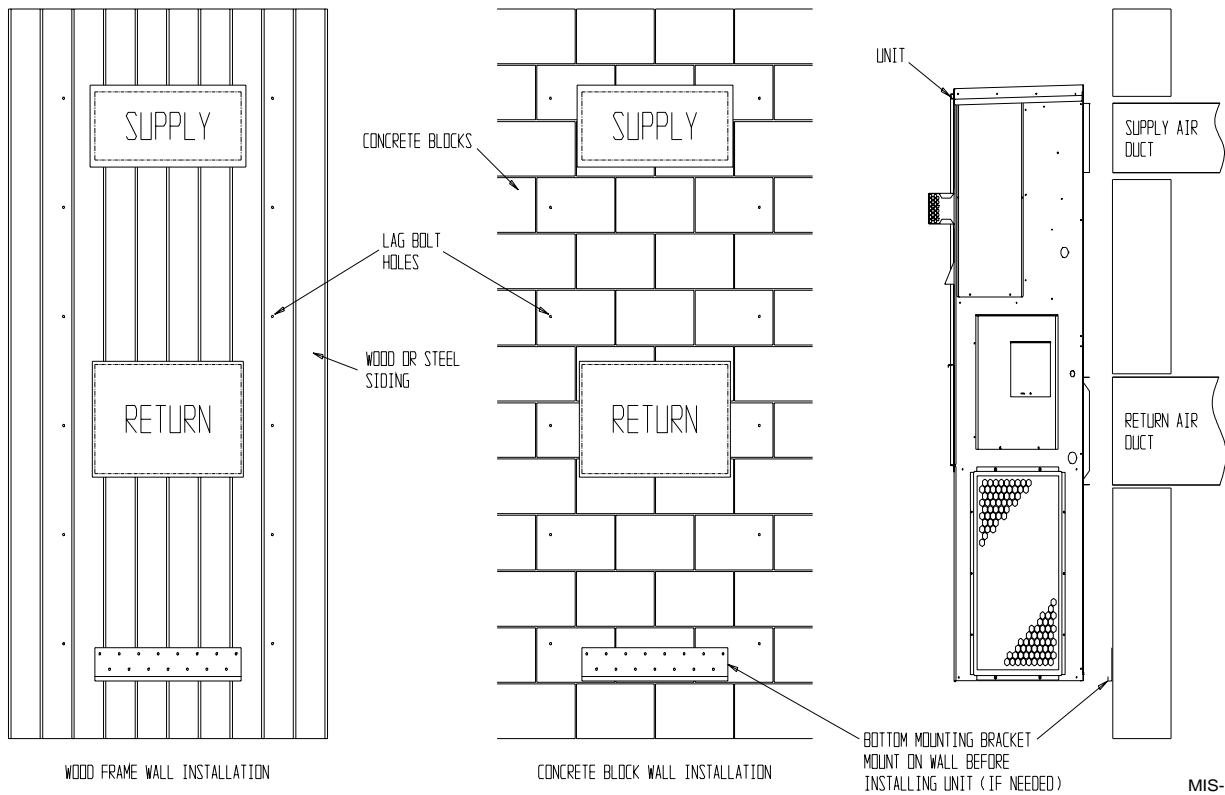 SUPPLY
RETURN
WOOD FRAME WALL INSTALLATION
CONCRETE BLOCKS
LAG BOLT
HOLES
WOOD OR STEEL
SIDING
SUPPLY
RETURN
CONCRETE BLOCK WALL INSTALLATION
UNIT
SUPPLY AIR
DUCT
RETURN AIR
DUCT
BOTTOM MOUNTING BRACKET
MOUNT ON WALL BEFORE
INSTALLING UNIT (IF NEEDED)
MIS-